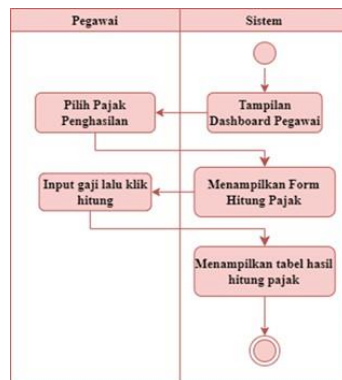 Pegawai
Sistem
Tampilan
Dashboard Pegawai
Pilih Pajak
Penghasilan
Menampilkan Form
Hitung Pajak
Input gaji lalu klik
hitung
Menampilkan tabel hasil
hitung pajak